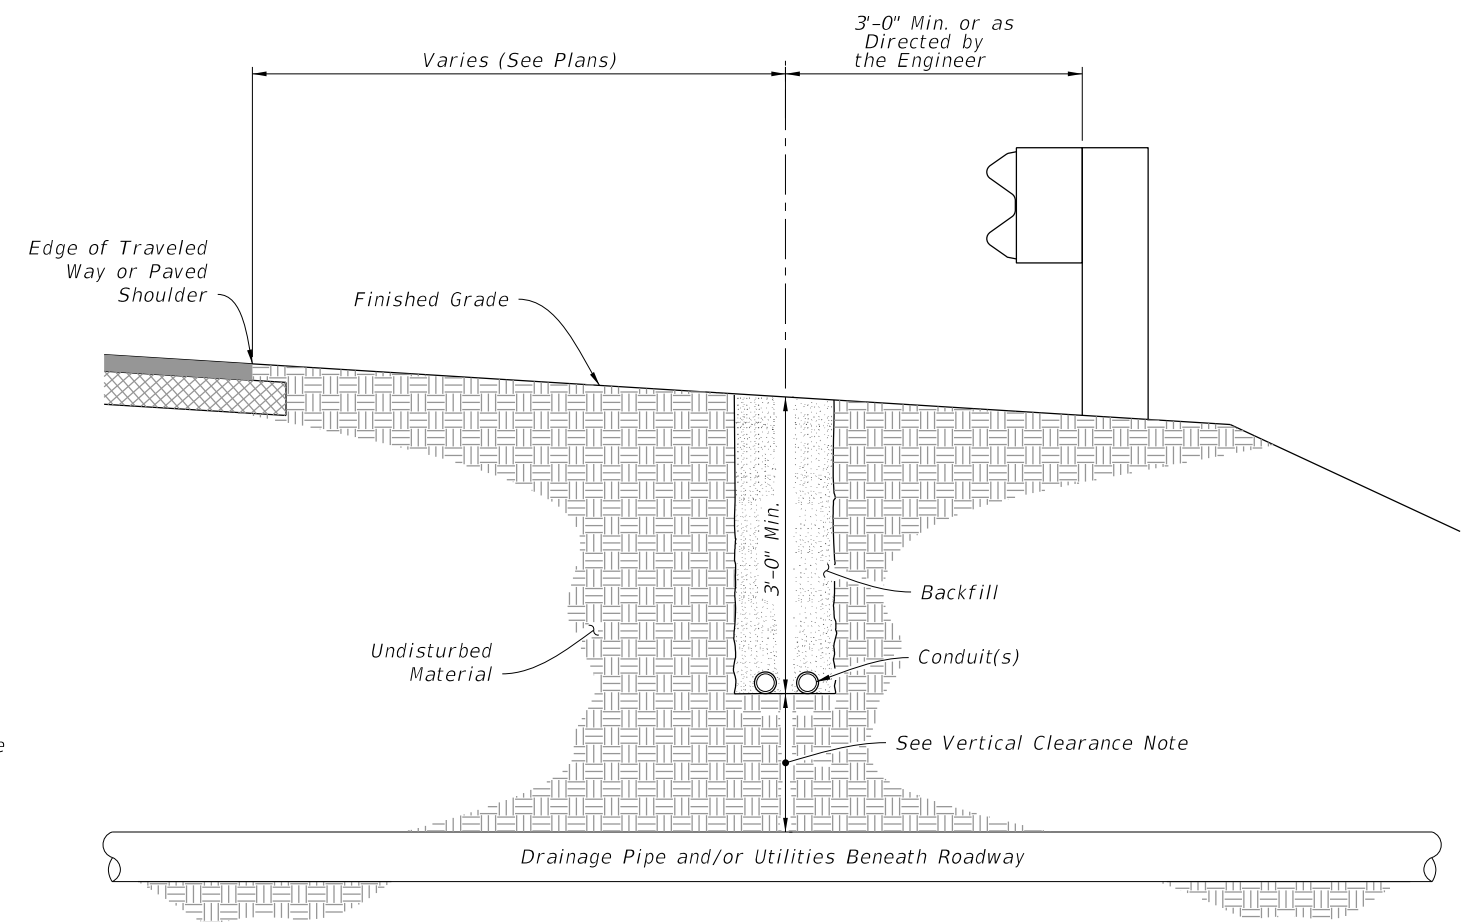 3'-0" Min. or as
Directed by
the Engineer
Varies (See Plans)
Edge of Traveled
Way or Paved
Shoulder
Finished Grade
3'-0" Min.
Backfill
Undisturbed
Material
Conduit(s)
See Vertical Clearance Note
e
Drainage Pipe and/or Utilities Beneath Roadway